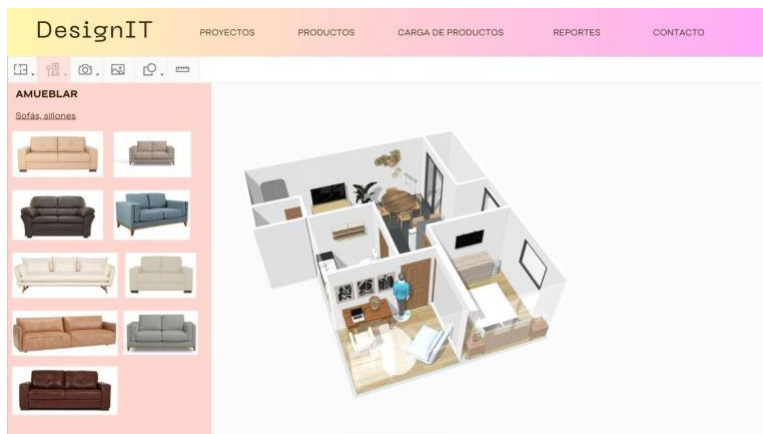 DesignIT
PROYECTOS PRODUCTOS CARGA DE PRODUCTOS REPORTES CONTACTO
AMUEBLAR
Sofás, sillones